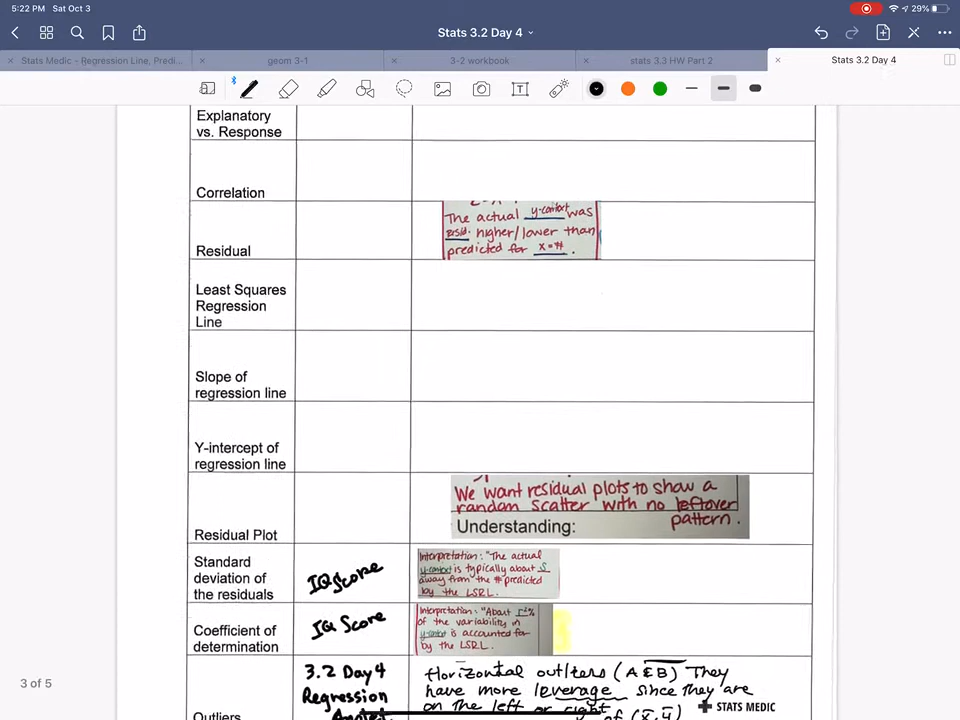 5:22 PM Sat Oct 3
29%
Stats 3.2 Day 4
Stats Medic - Regression Line, Predi...
geom 3-1
3-2 workbook
stats 3.3 HW Part 2
Stats 3.2 Day 4
Explanatory
vs. Response
Correlation
The actual y-context was
resid. higher/lower than
predicted for x=#.
Residual
Least Squares
Regression
Line
Slope of
regression line
Y-intercept of
regression line
We want residual plots to show a
random scatter with no leftover
pattern.
Understanding:
Residual Plot
Standard
deviation of
the residuals
IQ Score
Interpretation: "The actual
y-context is typically about S
away from the # predicted
by the LSRL.
Coefficient of
determination
IQ Score
Interpretation: "About r²%
of the variability in
y-context is accounted for
by the LSRL.
3.2 Day 4
Regression
Outliers
Horizontal outliers (A & B) They
have more leverage since they are
on the left or right
of (x̄, ȳ)
STATS MEDIC
3 of 5